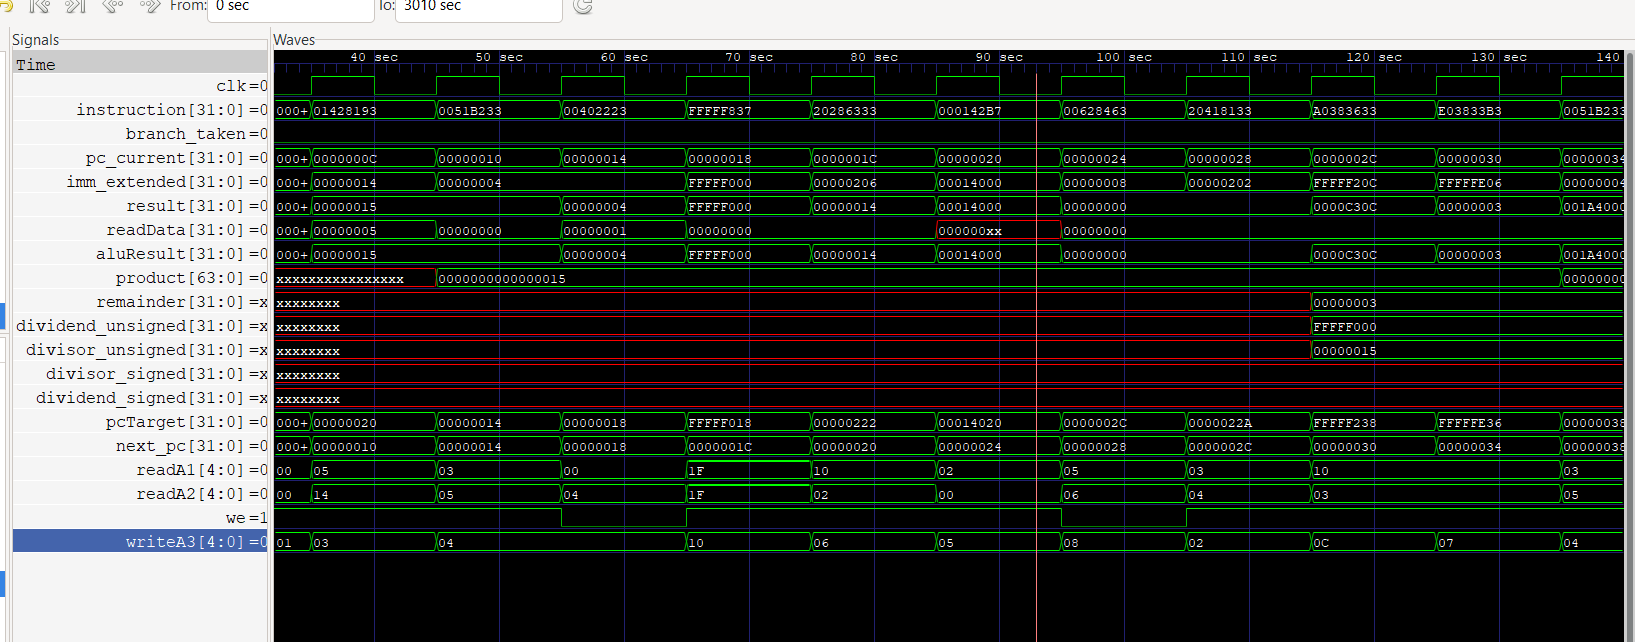 From: 0 sec To: 3010 sec
Signals Waves
Time 40 sec 50 sec 60 sec 70 sec 80 sec 90 sec 100 sec 110 sec 120 sec 130 sec 140
clk=0
instruction[31:0]=0 000+ 01428193 0051B233 00402223 FFFFF837 20286333 000142B7 00628463 20418133 A0383633 E03833B3 0051B233
branch_taken=0
pc_current[31:0]=0 000+ 0000000C 00000010 00000014 00000018 0000001C 00000020 00000024 00000028 0000002C 00000030 00000034
imm_extended[31:0]=0 000+ 00000014 00000004 FFFFF000 00000206 00014000 00000008 00000202 FFFFF20C FFFFFE06 00000004
result[31:0]=0 000+ 00000015 00000004 FFFFF000 00000014 00014000 00000000 0000C30C 00000003 001A4000
readData[31:0]=0 000+ 00000005 00000000 00000001 00000000 000000xx 00000000
aluResult[31:0]=0 000+ 00000015 00000004 FFFFF000 00000014 00014000 00000000 0000C30C 00000003 001A4000
product[63:0]=0 xxxxxxxxxxxxxxxx 0000000000000015 00000000
remainder[31:0]=x xxxxxxxx 00000003
dividend_unsigned[31:0]=x xxxxxxxx FFFFF000
divisor_unsigned[31:0]=x xxxxxxxx 00000015
divisor_signed[31:0]=x xxxxxxxx
dividend_signed[31:0]=x xxxxxxxx
pcTarget[31:0]=0 000+ 00000020 00000014 00000018 FFFFF018 00000222 00014020 0000002C 0000022A FFFFF238 FFFFFE36 00000038
next_pc[31:0]=0 000+ 00000010 00000014 00000018 0000001C 00000020 00000024 00000028 0000002C 00000030 00000034 00000038
readA1[4:0]=0 00 05 03 00 1F 10 02 05 03 10 03
readA2[4:0]=0 00 14 05 04 1F 02 00 06 04 03 05
we=1
writeA3[4:0]=0 01 03 04 10 06 05 08 02 0C 07 04